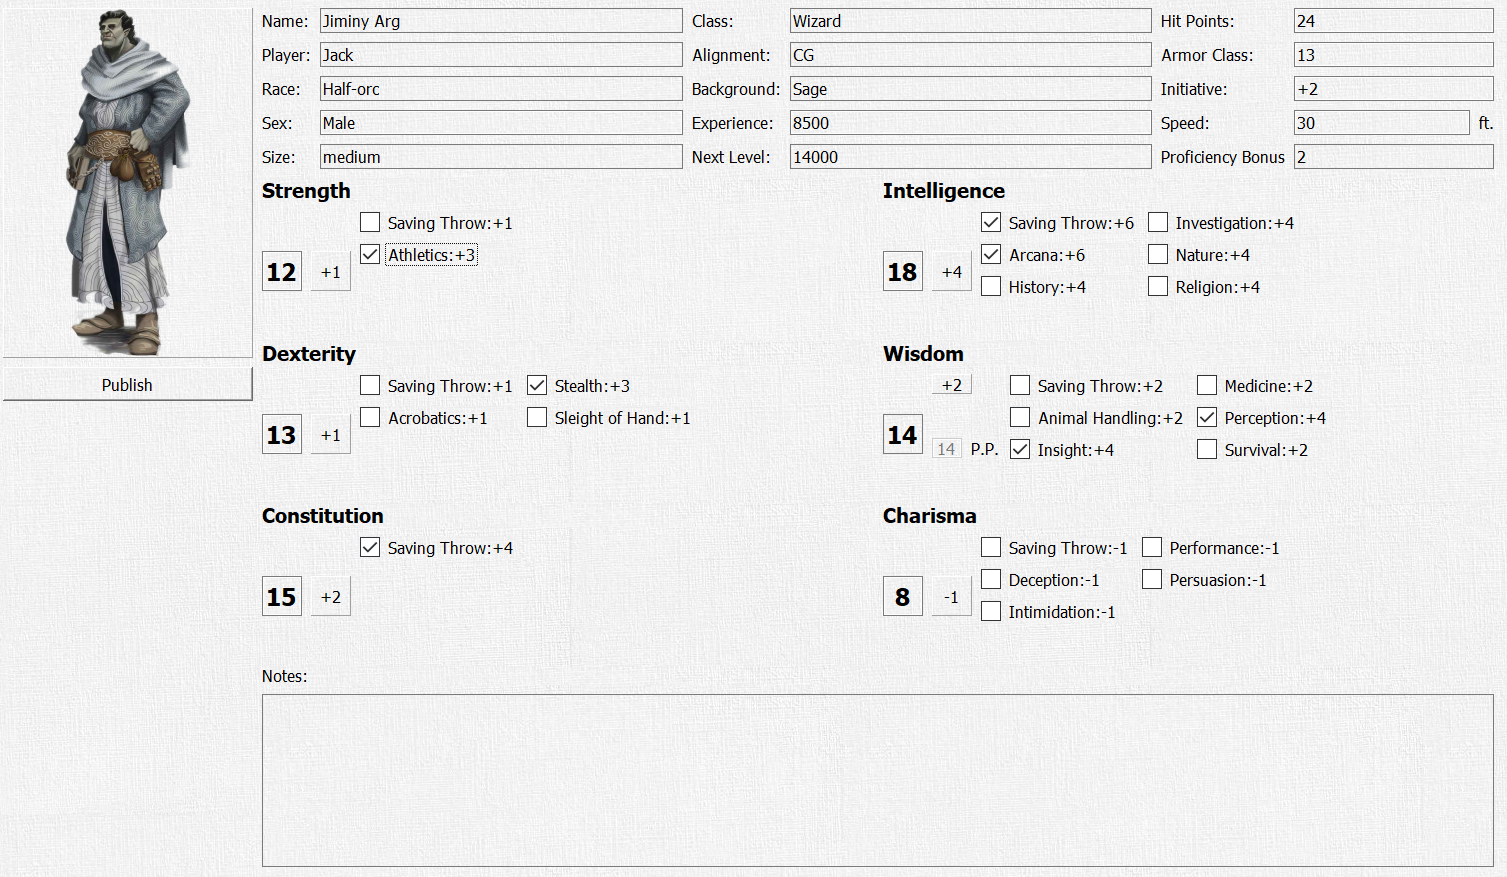 Name: Jiminy Arg Class: Wizard Hit Points: 24
Player: Jack Alignment: CG Armor Class: 13
Race: Half-orc Background: Sage Initiative: +2
Sex: Male Experience: 8500 Speed: 30 ft.
Size: medium Next Level: 14000 Proficiency Bonus 2
Publish
Strength
Saving Throw:+1
Athletics:+3
12 +1
Intelligence
Saving Throw:+6 Investigation:+4
Arcana:+6 Nature:+4
18 +4
History:+4 Religion:+4
Dexterity
Saving Throw:+1 Stealth:+3
Acrobatics:+1 Sleight of Hand:+1
13 +1
Wisdom
+2 Saving Throw:+2 Medicine:+2
Animal Handling:+2 Perception:+4
14
14 P.P. Insight:+4 Survival:+2
Constitution
Saving Throw:+4
15 +2
Charisma
Saving Throw:-1 Performance:-1
Deception:-1 Persuasion:-1
8 -1
Intimidation:-1
Notes: